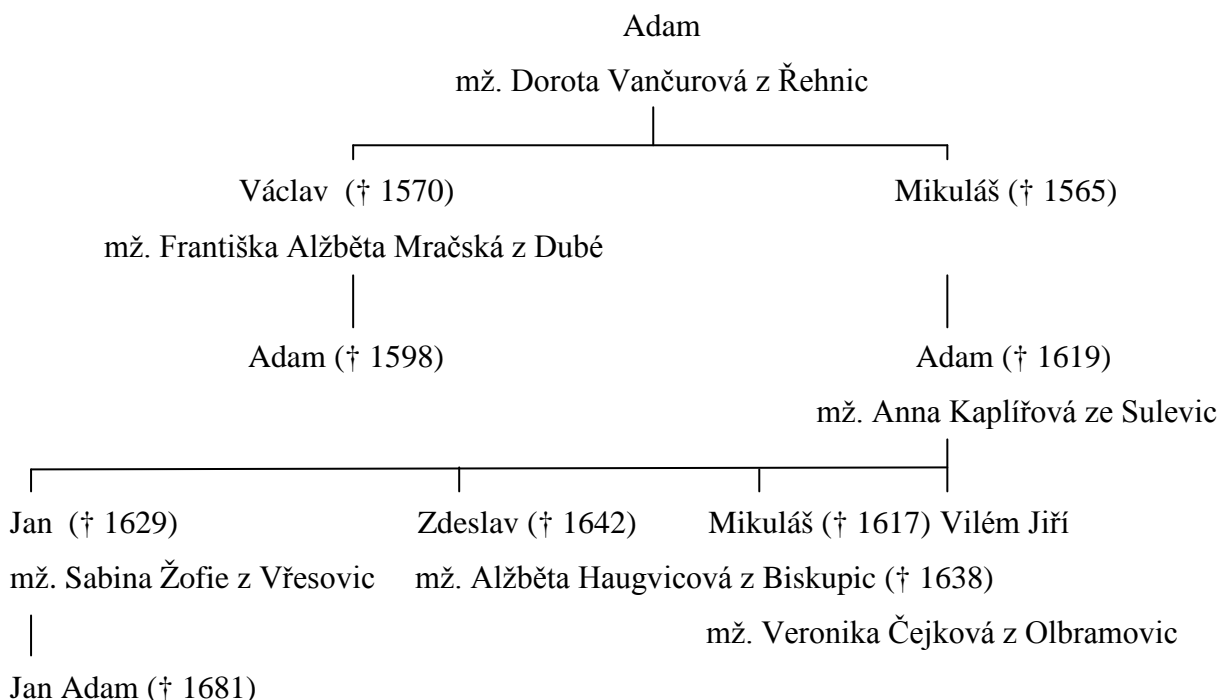 Adam
mž. Dorota Vančurová z Řehnic
Václav († 1570) Mikuláš († 1565)
mž. Františka Alžběta Mračská z Dubé
Adam († 1598) Adam († 1619)
mž. Anna Kaplířová ze Sulevic
Jan († 1629) Zdeslav († 1642) Mikuláš († 1617) Vilém Jiří
mž. Sabina Žofie z Vřesovic mž. Alžběta Haugvicová z Biskupic († 1638)
mž. Veronika Čejková z Olbramovic
Jan Adam († 1681)